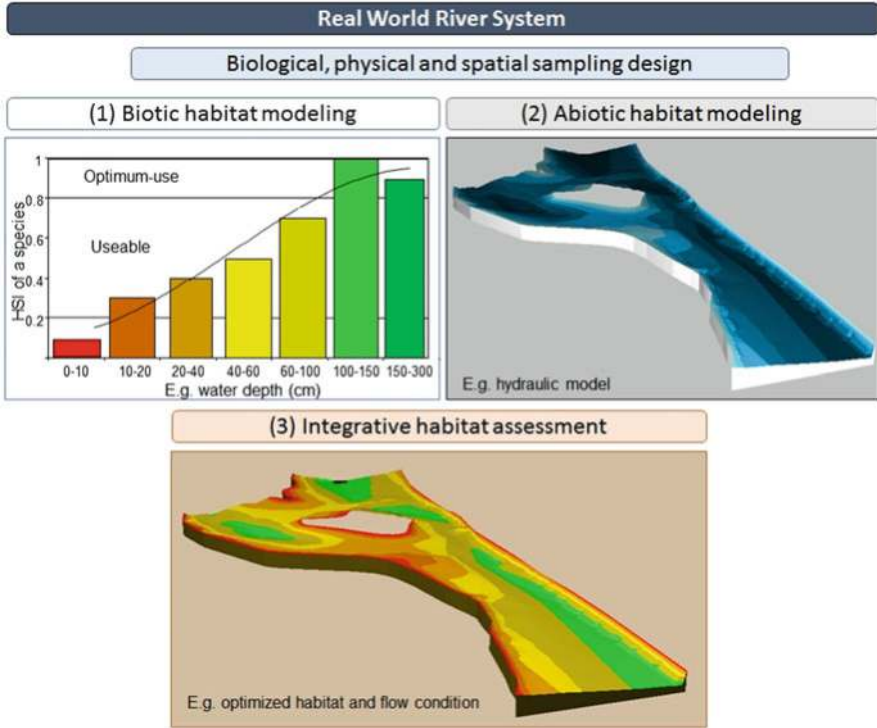 Real World River System
Biological, physical and spatial sampling design
(1) Biotic habitat modeling
(2) Abiotic habitat modeling
HSI of a species
1
0.8
0.6
0.4
0.2
Optimum-use
Useable
0-10 10-20 20-40 40-60 60-100 100-150 150-300
E.g. water depth (cm)
E.g. hydraulic model
(3) Integrative habitat assessment
E.g. optimized habitat and flow condition